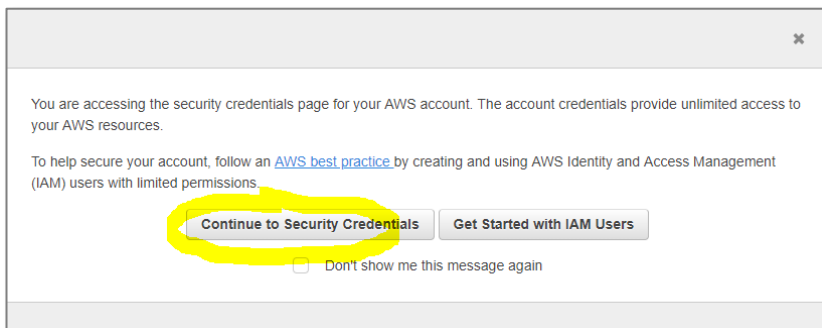 You are accessing the security credentials page for your AWS account. The account credentials provide unlimited access to
your AWS resources.
To help secure your account, follow an AWS best practice by creating and using AWS Identity and Access Management
(IAM) users with limited permissions.
Continue to Security Credentials Get Started with IAM Users
Don't show me this message again